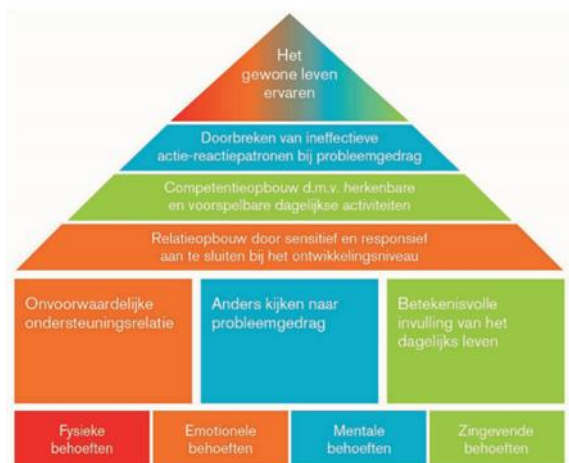 Het
gewone leven
ervaren
Doorbreken van ineffectieve
actie-reactiepatronen bij probleemgedrag
Competentieopbouw d.m.v. herkenbare
en voorspelbare dagelijkse activiteiten
Relatieopbouw door sensitief en responsief
aan te sluiten bij het ontwikkelingsniveau
Onvoorwaardelijke
ondersteuningsrelatie
Anders kijken naar
probleemgedrag
Betekenisvolle
invulling van het
dagelijks leven
Fysieke
behoeften
Emotionele
behoeften
Mentale
behoeften
Zingevende
behoeften